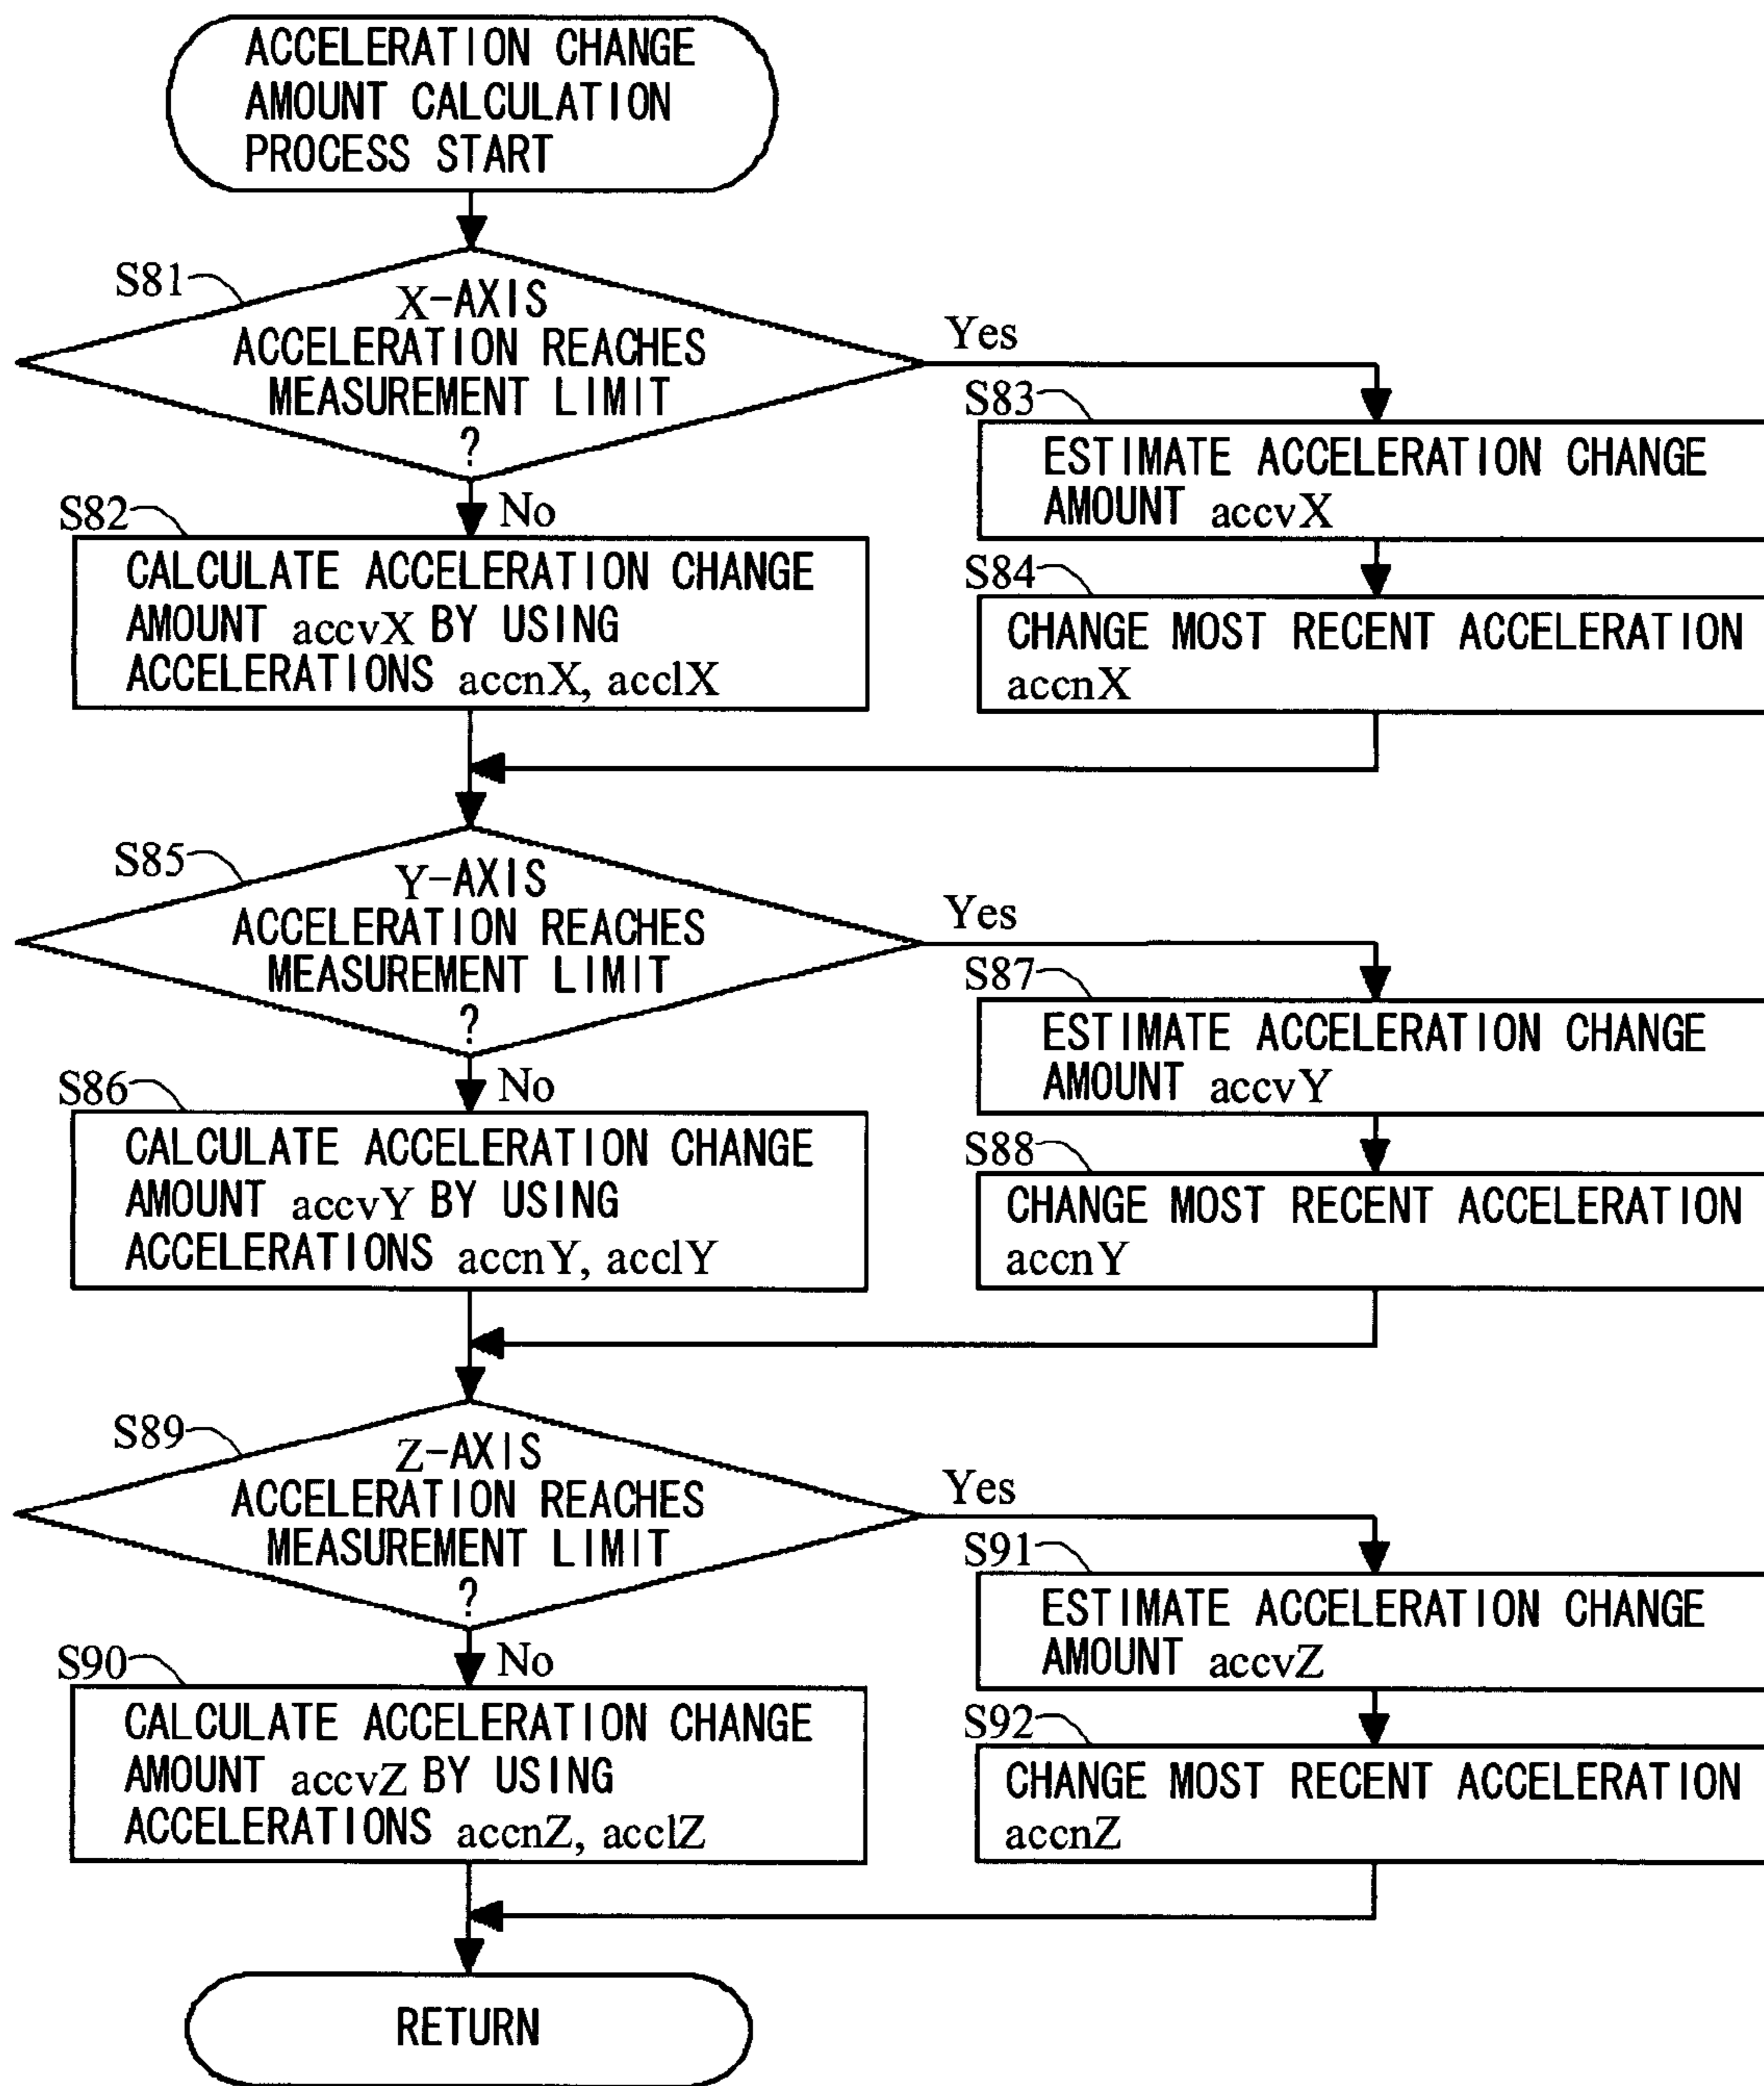 ACCELERATION CHANGE
AMOUNT CALCULATION
PROCESS START
S81
X-AXIS
ACCELERATION REACHES
MEASUREMENT LIMIT
?
Yes
No
S83
ESTIMATE ACCELERATION CHANGE
AMOUNT accvX
S82
CALCULATE ACCELERATION CHANGE
AMOUNT accvX BY USING
ACCELERATIONS accnX, acclX
S84
CHANGE MOST RECENT ACCELERATION
accnX
S85
Y-AXIS
ACCELERATION REACHES
MEASUREMENT LIMIT
?
Yes
No
S87
ESTIMATE ACCELERATION CHANGE
AMOUNT accvY
S86
CALCULATE ACCELERATION CHANGE
AMOUNT accvY BY USING
ACCELERATIONS accnY, acclY
S88
CHANGE MOST RECENT ACCELERATION
accnY
S89
Z-AXIS
ACCELERATION REACHES
MEASUREMENT LIMIT
?
Yes
No
S91
ESTIMATE ACCELERATION CHANGE
AMOUNT accvZ
S90
CALCULATE ACCELERATION CHANGE
AMOUNT accvZ BY USING
ACCELERATIONS accnZ, acclZ
S92
CHANGE MOST RECENT ACCELERATION
accnZ
RETURN